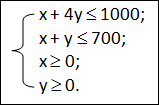 x + 4y ≤ 1000;
x + y ≤ 700;
x ≥ 0;
y ≥ 0.